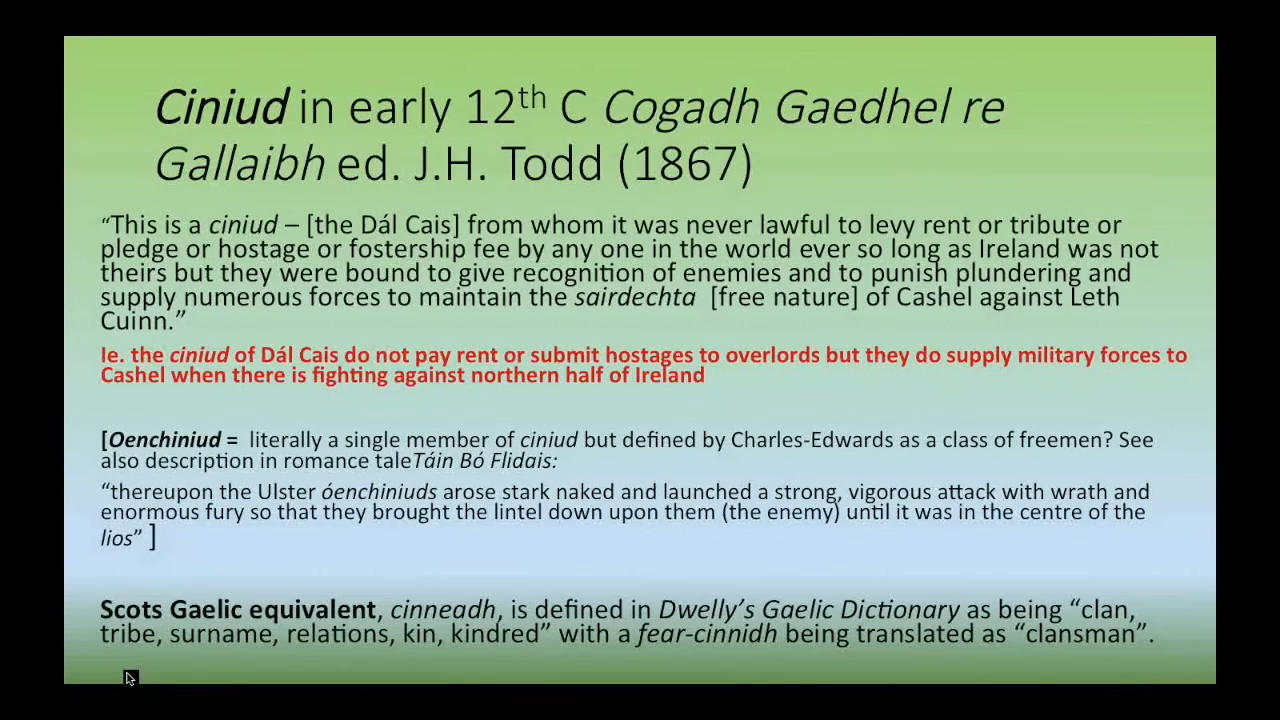 Ciniud in early 12th C Cogadh Gaedhel re
Gallaibh ed. J.H. Todd (1867)
“This is a ciniud – [the Dál Cais] from whom it was never lawful to levy rent or tribute or
pledge or hostage or fostership fee by any one in the world ever so long as Ireland was not
theirs but they were bound to give recognition of enemies and to punish plundering and
supply numerous forces to maintain the sairdechta [free nature] of Cashel against Leth
Cuinn.”
Ie. the ciniud of Dál Cais do not pay rent or submit hostages to overlords but they do supply military forces to
Cashel when there is fighting against northern half of Ireland
[Oenchiniud = literally a single member of ciniud but defined by Charles-Edwards as a class of freemen? See
also description in romance taleTáin Bó Flidais:
“thereupon the Ulster óenchiniuds arose stark naked and launched a strong, vigorous attack with wrath and
enormous fury so that they brought the lintel down upon them (the enemy) until it was in the centre of the
lios” ]
Scots Gaelic equivalent, cinneadh, is defined in Dwelly’s Gaelic Dictionary as being “clan,
tribe, surname, relations, kin, kindred” with a fear-cinnidh being translated as “clansman”.